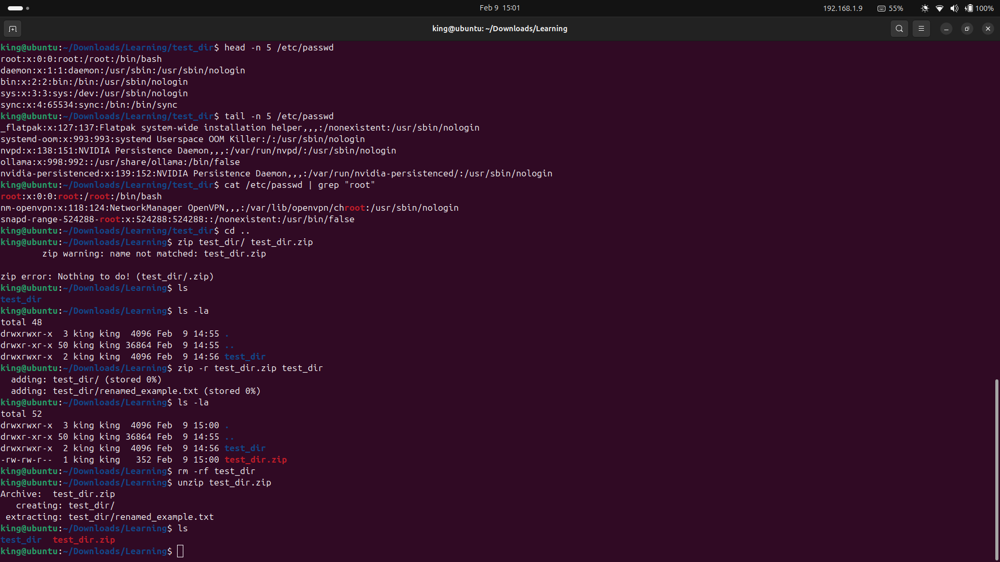 Feb 9 15:01
192.168.1.9 55% 100%
king@ubuntu: ~/Downloads/Learning
king@ubuntu:~/Downloads/Learning/test_dir$ head -n 5 /etc/passwd
root:x:0:0:root:/root:/bin/bash
daemon:x:1:1:daemon:/usr/sbin:/usr/sbin/nologin
bin:x:2:2:bin:/bin:/usr/sbin/nologin
sys:x:3:3:sys:/dev:/usr/sbin/nologin
sync:x:4:65534:sync:/bin:/bin/sync
king@ubuntu:~/Downloads/Learning/test_dir$ tail -n 5 /etc/passwd
_flatpak:x:127:137:Flatpak system-wide installation helper,,,:/nonexistent:/usr/sbin/nologin
systemd-oom:x:993:993:systemd Userspace OOM Killer:/:/usr/sbin/nologin
nvpd:x:138:151:NVIDIA Persistence Daemon,,,:/var/run/nvpd/:/usr/sbin/nologin
ollama:x:998:992::/usr/share/ollama:/bin/false
nvidia-persistenced:x:139:152:NVIDIA Persistence Daemon,,,:/var/run/nvidia-persistenced/:/usr/sbin/nologin
king@ubuntu:~/Downloads/Learning/test_dir$ cat /etc/passwd | grep "root"
root:x:0:0:root:/root:/bin/bash
nm-openvpn:x:118:124:NetworkManager OpenVPN,,,:/var/lib/openvpn/chroot:/usr/sbin/nologin
snapd-range-524288-root:x:524288:524288::/nonexistent:/usr/bin/false
king@ubuntu:~/Downloads/Learning/test_dir$ cd ..
king@ubuntu:~/Downloads/Learning$ zip test_dir/ test_dir.zip
        zip warning: name not matched: test_dir.zip

zip error: Nothing to do! (test_dir/.zip)
king@ubuntu:~/Downloads/Learning$ ls
test_dir
king@ubuntu:~/Downloads/Learning$ ls -la
total 48
drwxrwxr-x  3 king king  4096 Feb  9 14:55 .
drwxr-xr-x 50 king king 36864 Feb  9 14:55 ..
drwxrwxr-x  2 king king  4096 Feb  9 14:56 test_dir
king@ubuntu:~/Downloads/Learning$ zip -r test_dir.zip test_dir
  adding: test_dir/ (stored 0%)
  adding: test_dir/renamed_example.txt (stored 0%)
king@ubuntu:~/Downloads/Learning$ ls -la
total 52
drwxrwxr-x  3 king king  4096 Feb  9 15:00 .
drwxr-xr-x 50 king king 36864 Feb  9 14:55 ..
drwxrwxr-x  2 king king  4096 Feb  9 14:56 test_dir
-rw-rw-r--  1 king king   352 Feb  9 15:00 test_dir.zip
king@ubuntu:~/Downloads/Learning$ rm -rf test_dir
king@ubuntu:~/Downloads/Learning$ unzip test_dir.zip
Archive:  test_dir.zip
   creating: test_dir/
 extracting: test_dir/renamed_example.txt
king@ubuntu:~/Downloads/Learning$ ls
test_dir  test_dir.zip
king@ubuntu:~/Downloads/Learning$